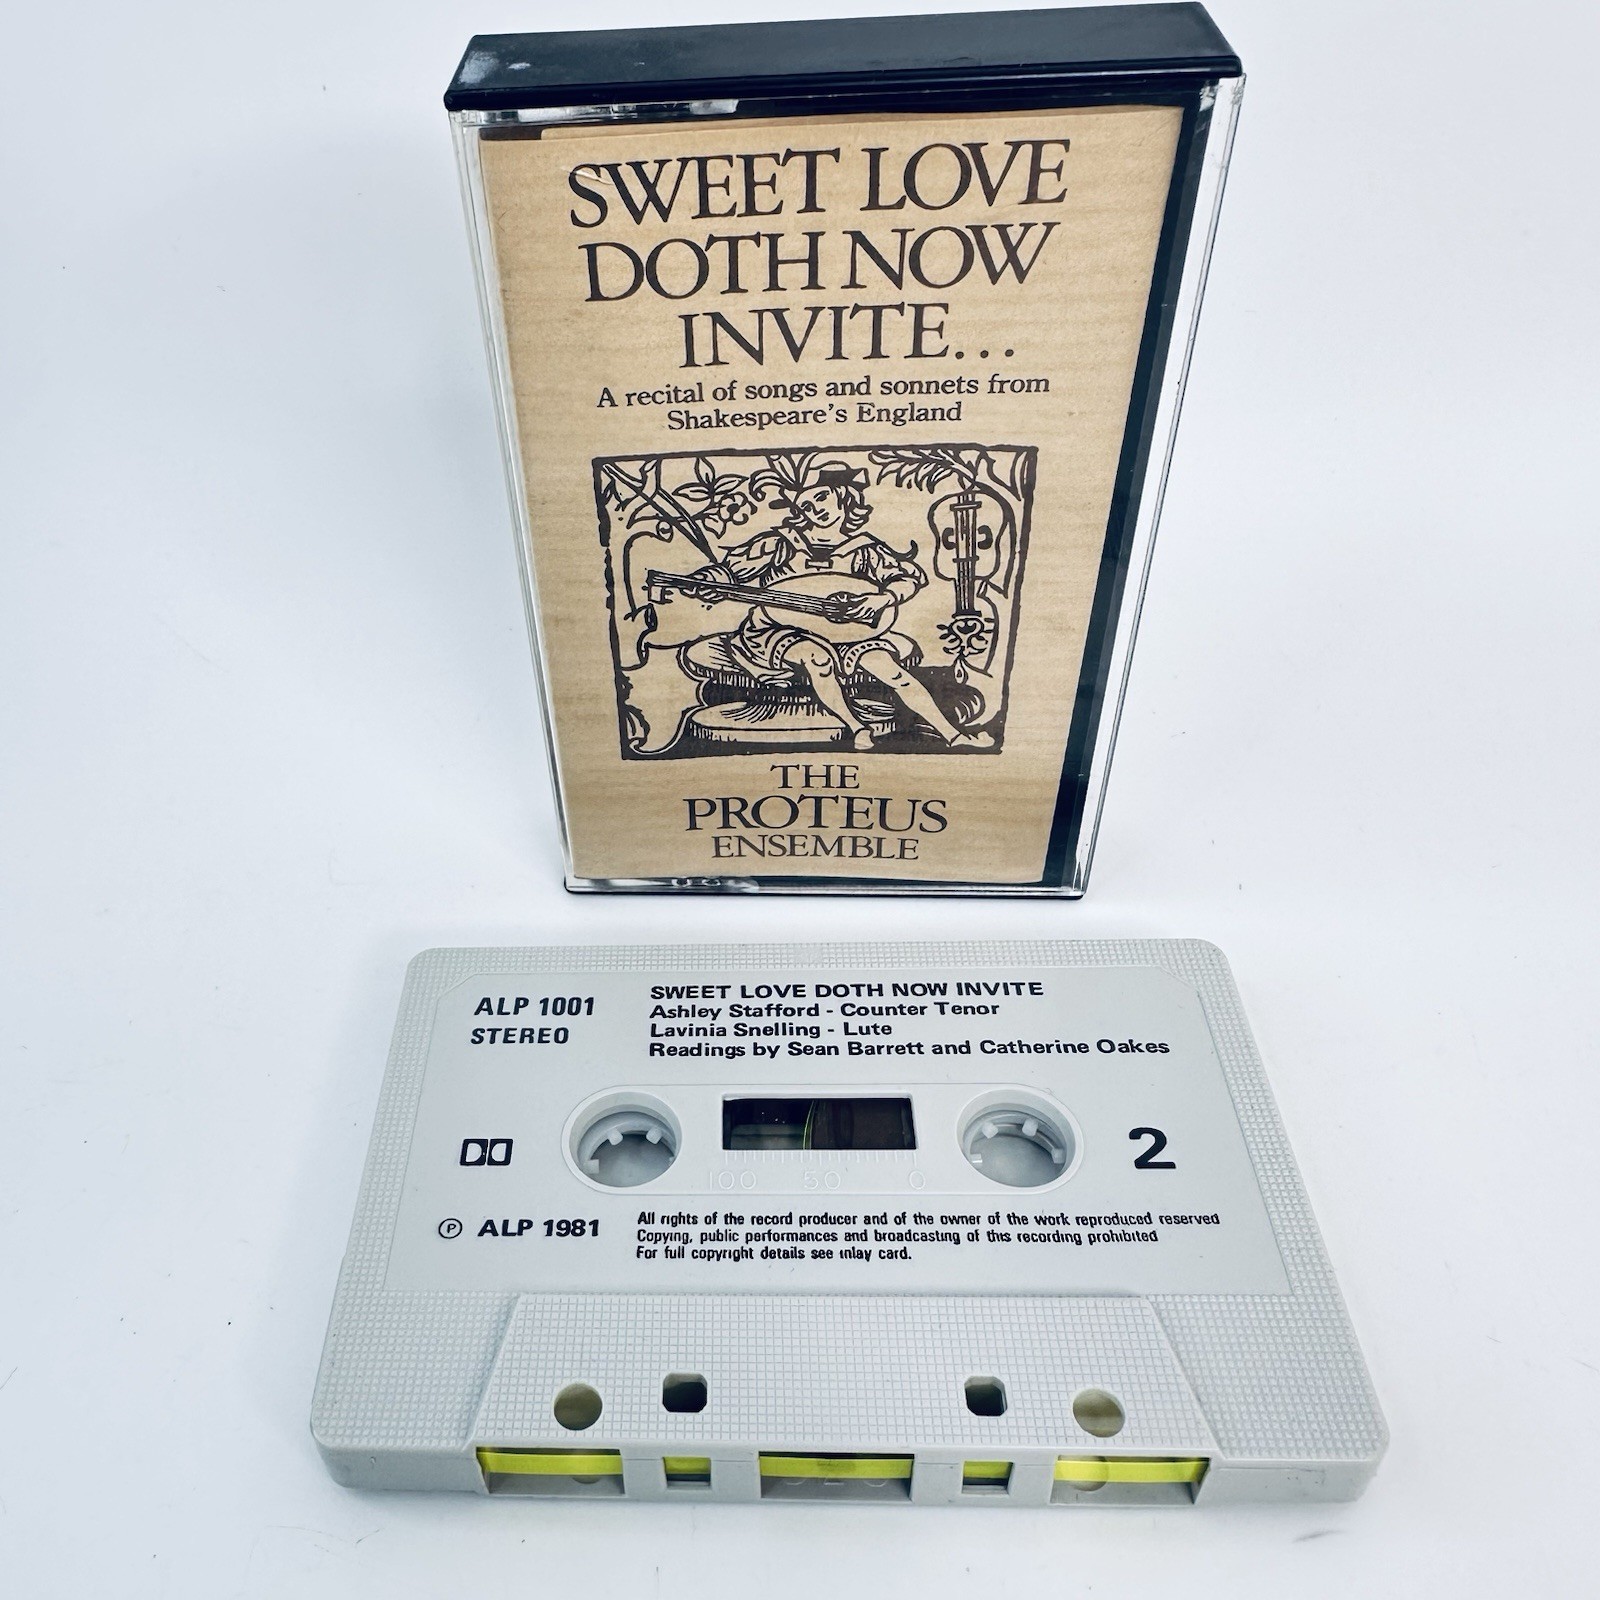 SWEET LOVE
DOTH NOW
INVITE...
A recital of songs and sonnets from
Shakespeare's England
THE
PROTEUS
ENSEMBLE
ALP 1001
STEREO
SWEET LOVE DOTH NOW INVITE
Ashley Stafford - Counter Tenor
Lavinia Snelling - Lute
Readings by Sean Barrett and Catherine Oakes
100 50 0
2
Ⓟ ALP 1981
All rights of the record producer and of the owner of the work reproduced reserved
Copying, public performances and broadcasting of this recording prohibited
For full copyright details see inlay card.